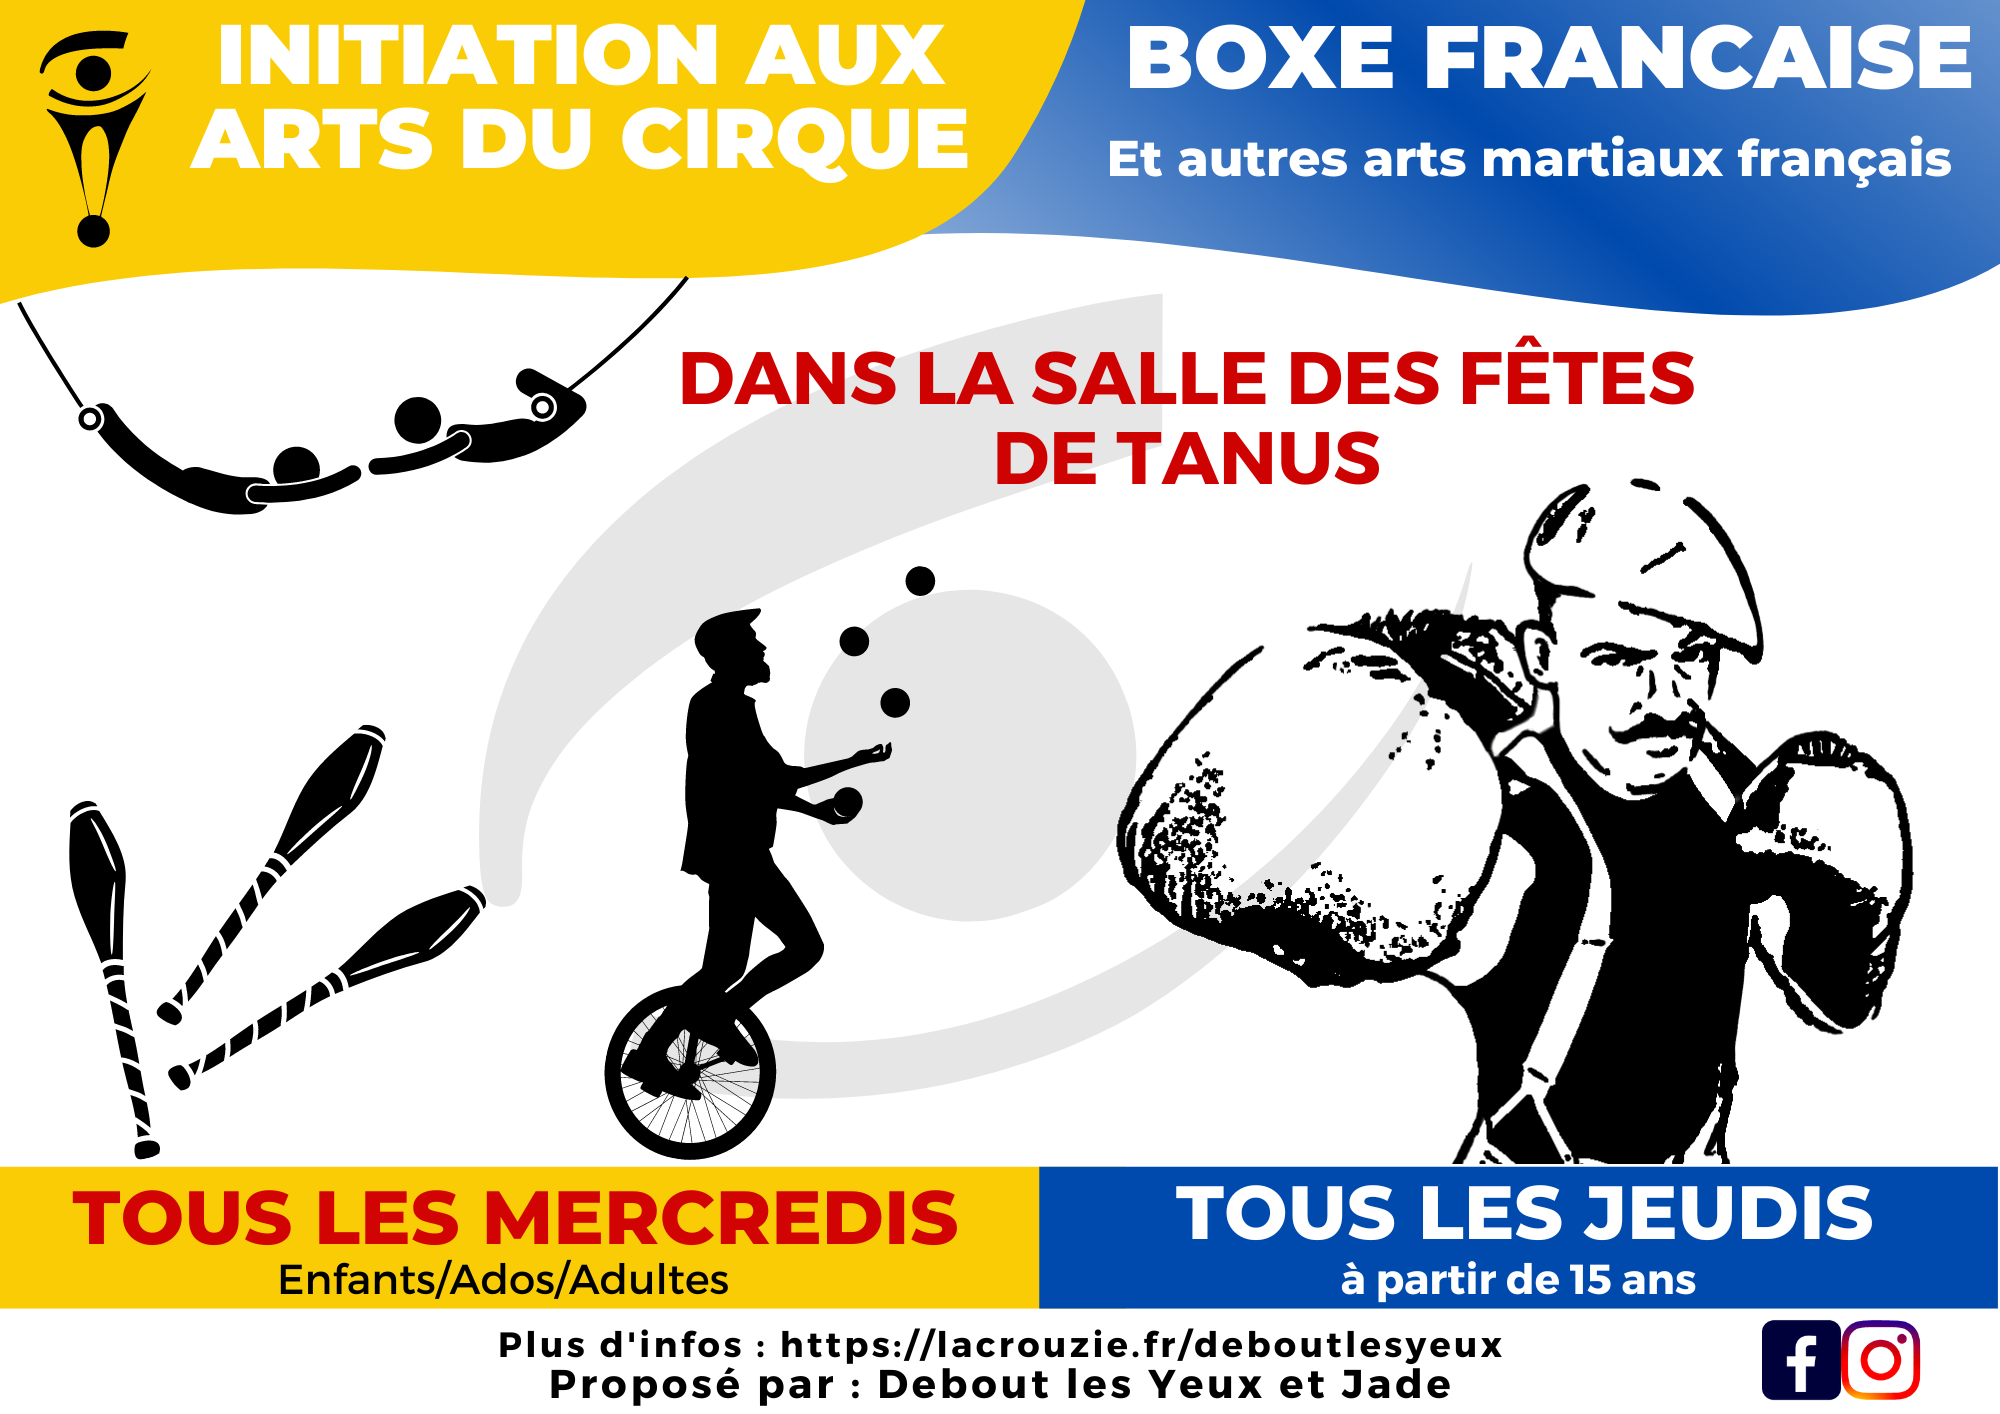 INITIATION AUX
ARTS DU CIRQUE
BOXE FRANCAISE
Et autres arts martiaux français
DANS LA SALLE DES FÊTES
DE TANUS
TOUS LES MERCREDIS
Enfants/Ados/Adultes
TOUS LES JEUDIS
à partir de 15 ans
Plus d'infos : https://lacrouzie.fr/deboutlesyeux
Proposé par : Debout les Yeux et Jade